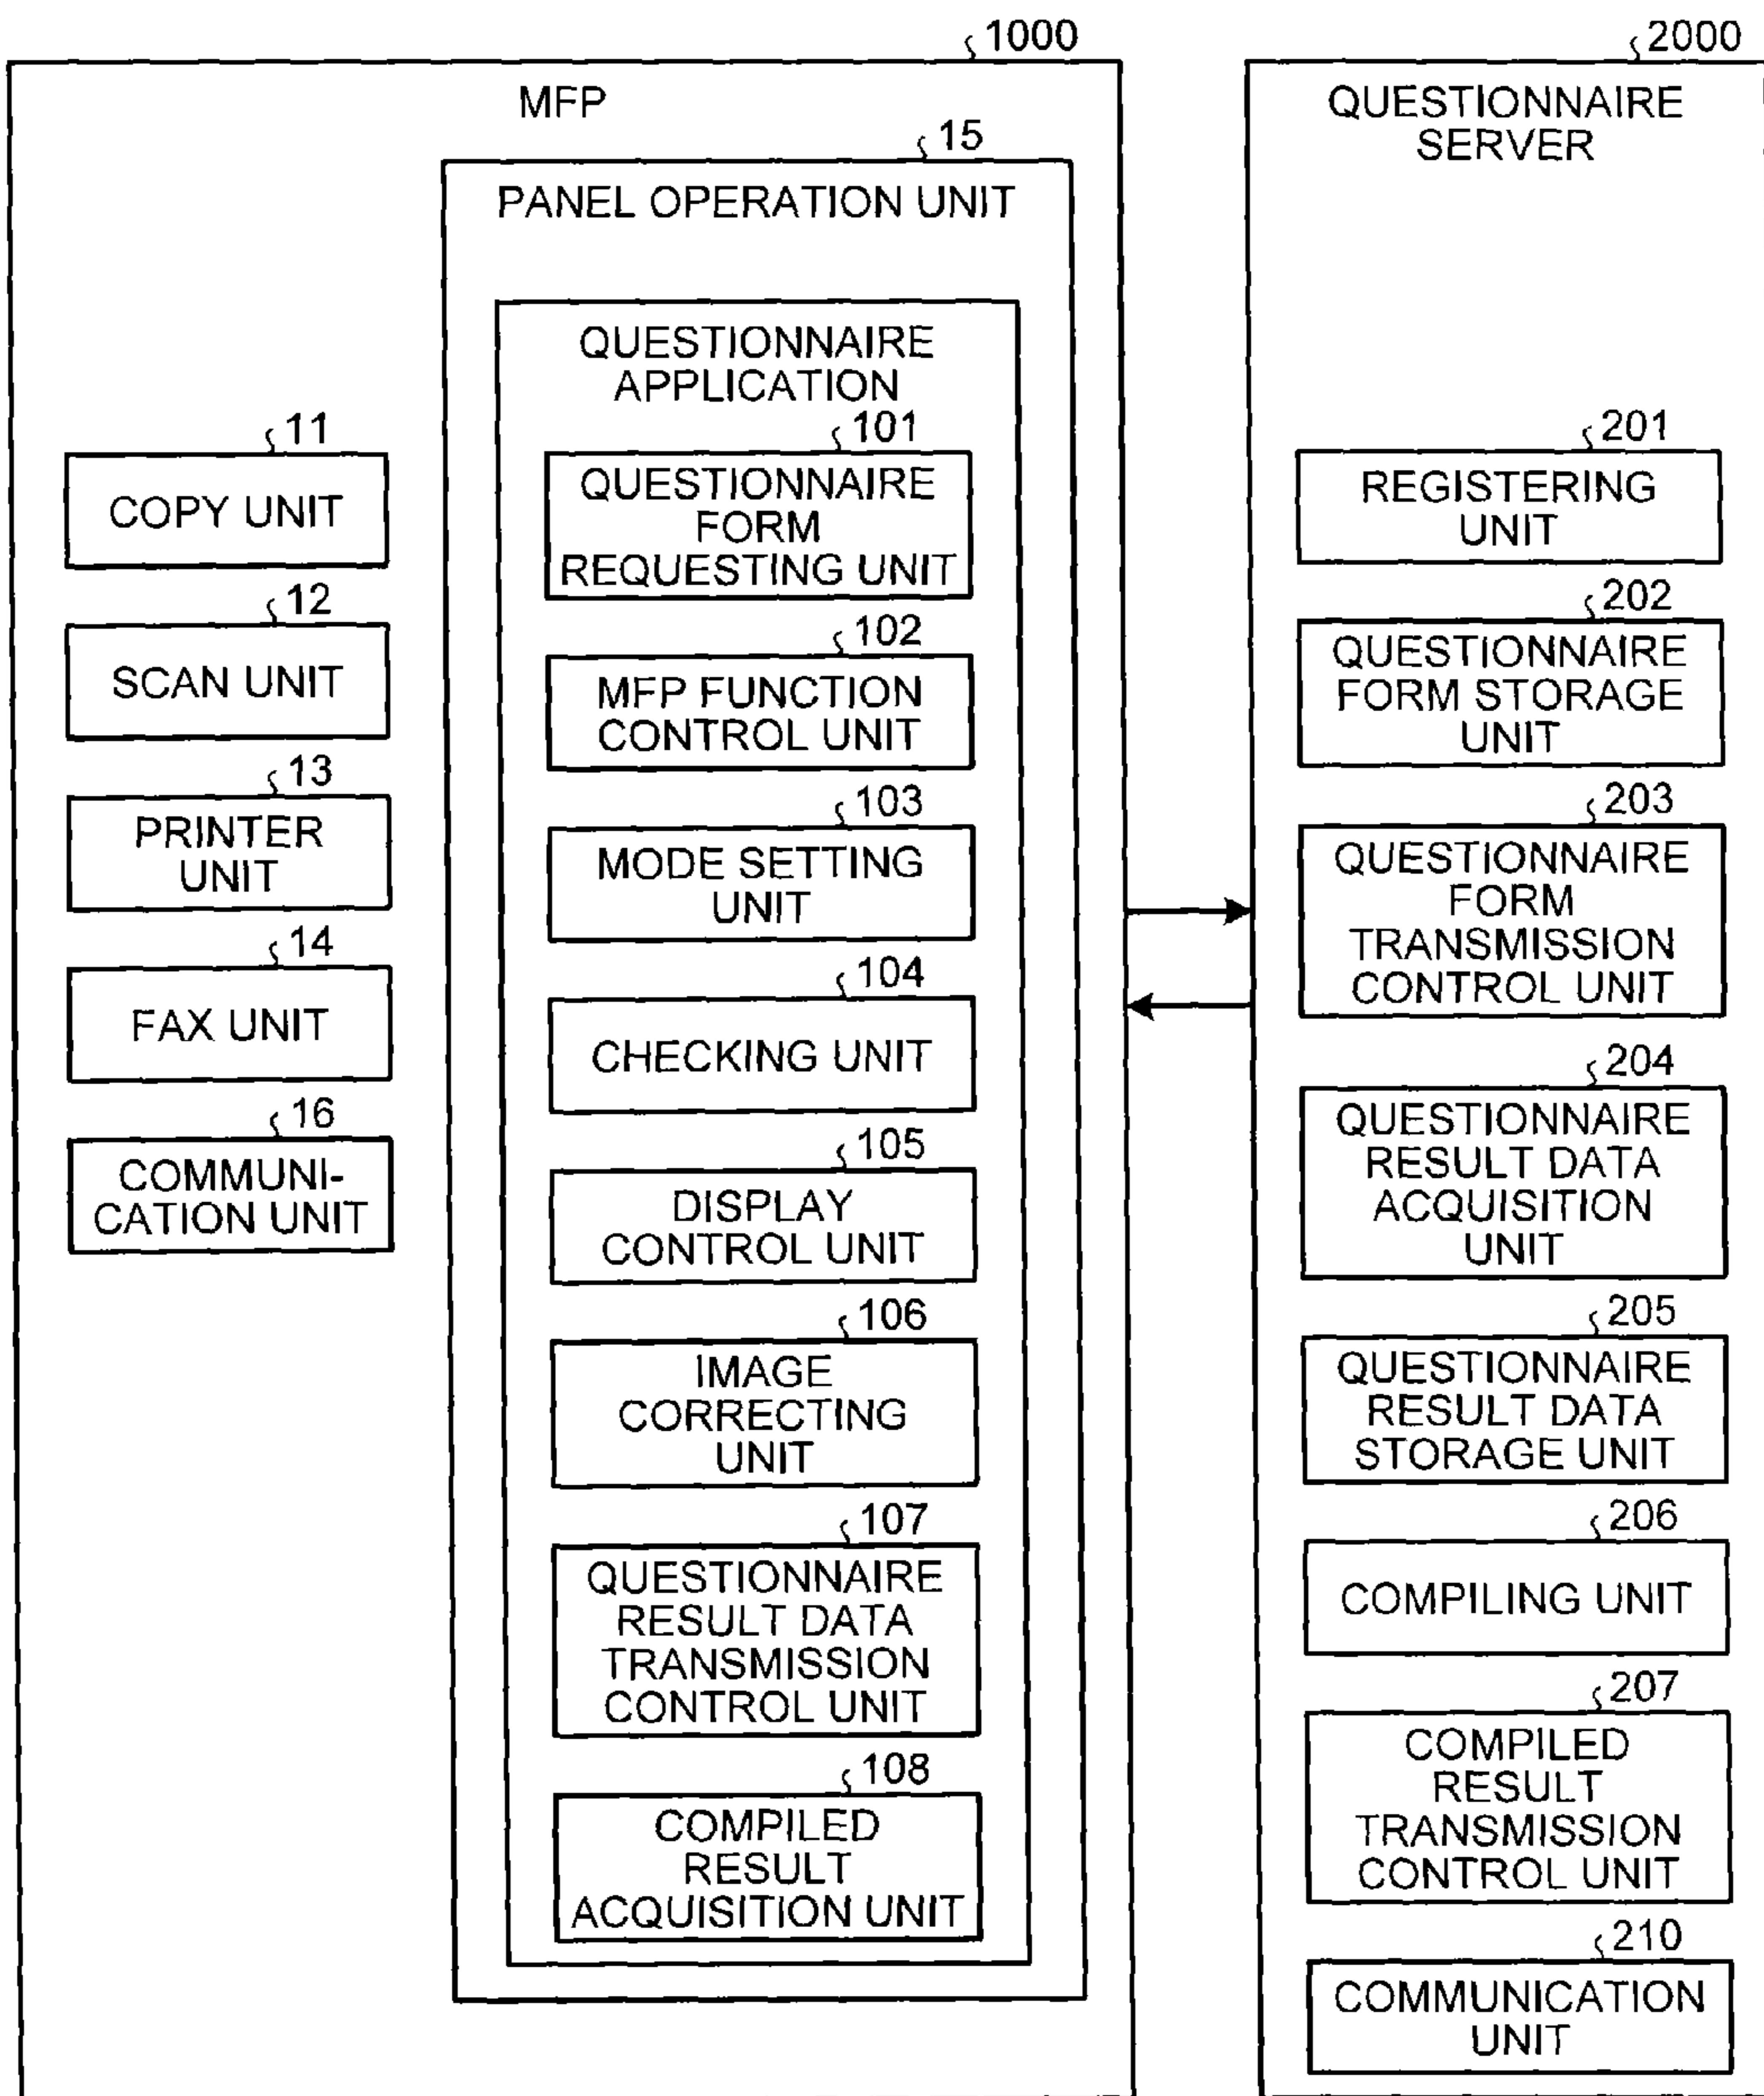 1000
MFP
15
PANEL OPERATION UNIT
QUESTIONNAIRE
APPLICATION
11
COPY UNIT
12
SCAN UNIT
13
PRINTER
UNIT
14
FAX UNIT
16
COMMUNI-
CATION UNIT
101
QUESTIONNAIRE
FORM
REQUESTING UNIT
102
MFP FUNCTION
CONTROL UNIT
103
MODE SETTING
UNIT
104
CHECKING UNIT
105
DISPLAY
CONTROL UNIT
106
IMAGE
CORRECTING
UNIT
107
QUESTIONNAIRE
RESULT DATA
TRANSMISSION
CONTROL UNIT
108
COMPILED
RESULT
ACQUISITION UNIT
2000
QUESTIONNAIRE
SERVER
201
REGISTERING
UNIT
202
QUESTIONNAIRE
FORM STORAGE
UNIT
203
QUESTIONNAIRE
FORM
TRANSMISSION
CONTROL UNIT
204
QUESTIONNAIRE
RESULT DATA
ACQUISITION
UNIT
205
QUESTIONNAIRE
RESULT DATA
STORAGE UNIT
206
COMPILING UNIT
207
COMPILED
RESULT
TRANSMISSION
CONTROL UNIT
210
COMMUNICATION
UNIT